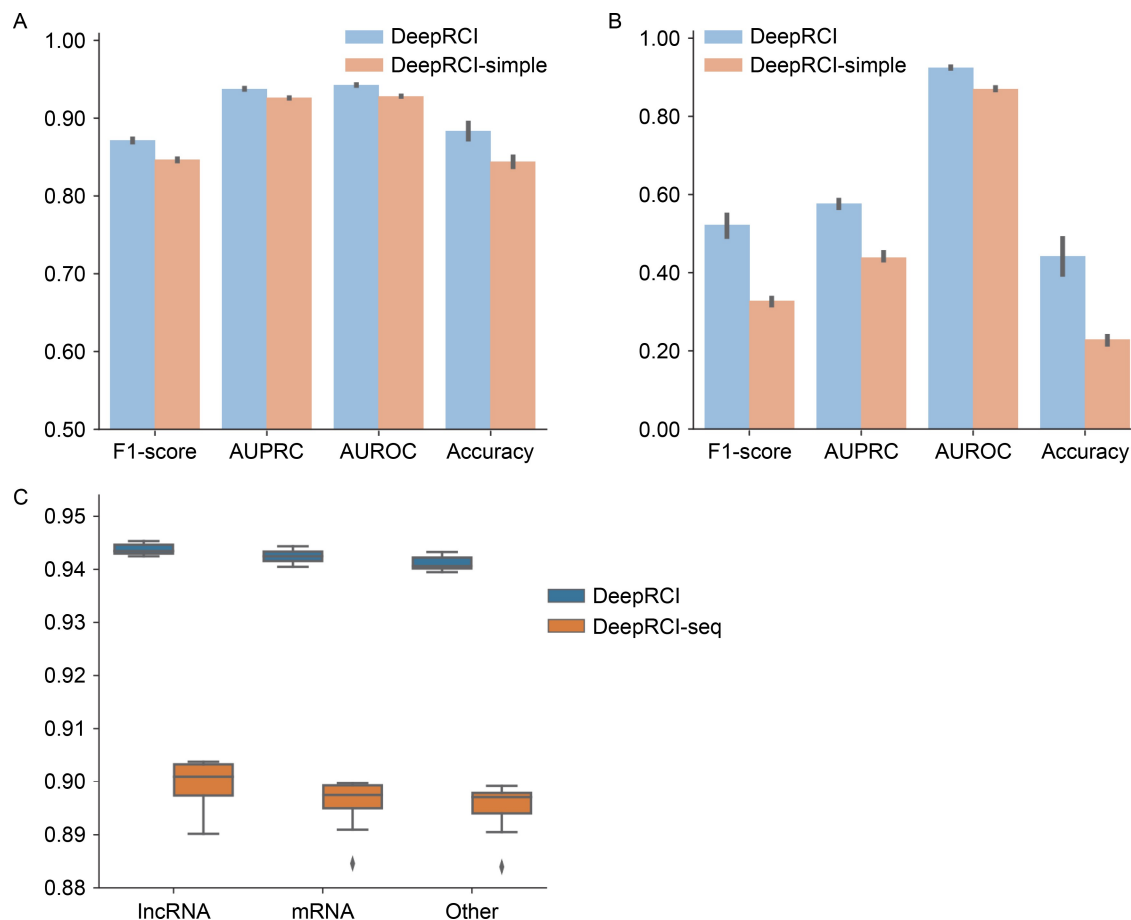 A
1.00
0.90
0.80
0.70
0.60
0.50
DeepRCI
DeepRCI-simple
F1-score AUPRC AUROC Accuracy
B
1.00
0.80
0.60
0.40
0.20
0.00
DeepRCI
DeepRCI-simple
F1-score AUPRC AUROC Accuracy
C
0.95
0.94
0.93
0.92
0.91
0.90
0.89
0.88
DeepRCI
DeepRCI-seq
lncRNA mRNA Other